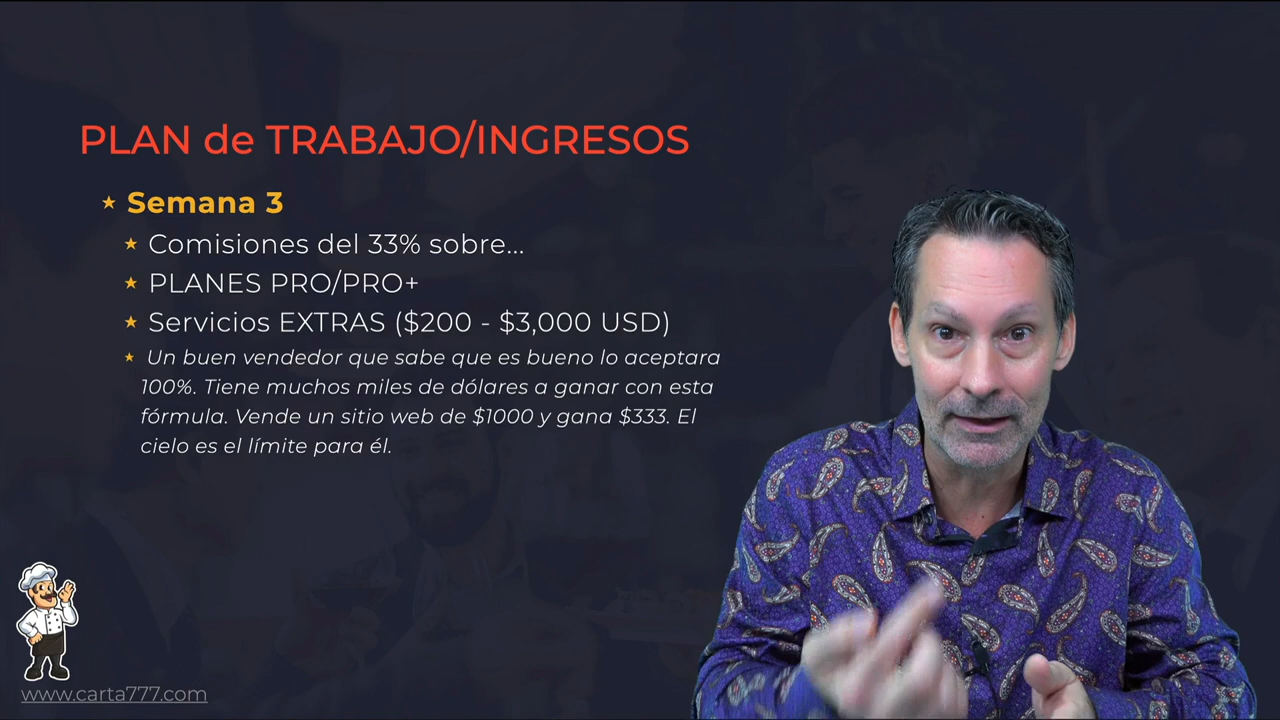 PLAN de TRABAJO/INGRESOS
Semana 3
Comisiones del 33% sobre...
PLANES PRO/PRO+
Servicios EXTRAS ($200 - $3,000 USD)
Un buen vendedor que sabe que es bueno lo aceptara
100%. Tiene muchos miles de dólares a ganar con esta
fórmula. Vende un sitio web de $1000 y gana $333. El
cielo es el límite para él.
www.carta777.com